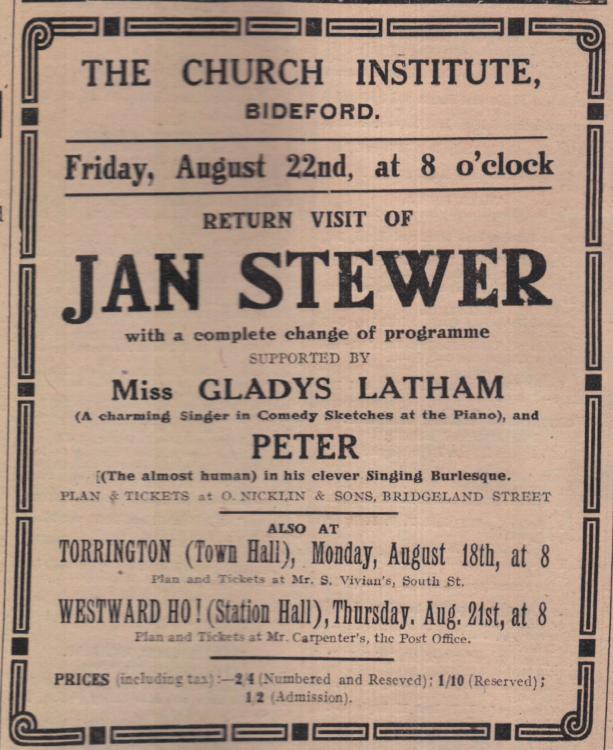 THE CHURCH INSTITUTE,
BIDEFORD.
Friday, August 22nd, at 8 o'clock
RETURN VISIT OF
JAN STEWER
with a complete change of programme
SUPPORTED BY
Miss GLADYS LATHAM
(A charming Singer in Comedy Sketches at the Piano), and
PETER
[(The almost human) in his clever Singing Burlesque.
PLAN & TICKETS at O. NICKLIN & SONS, BRIDGELAND STREET
ALSO AT
TORRINGTON (Town Hall), Monday, August 18th, at 8
Plan and Tickets at Mr. S. Vivian's, South St.
WESTWARD HO! (Station Hall), Thursday. Aug. 21st, at 8
Plan and Tickets at Mr. Carpenter's, the Post Office.
PRICES (including tax):—2/4 (Numbered and Reseved); 1/10 (Reserved);
1/2 (Admission).